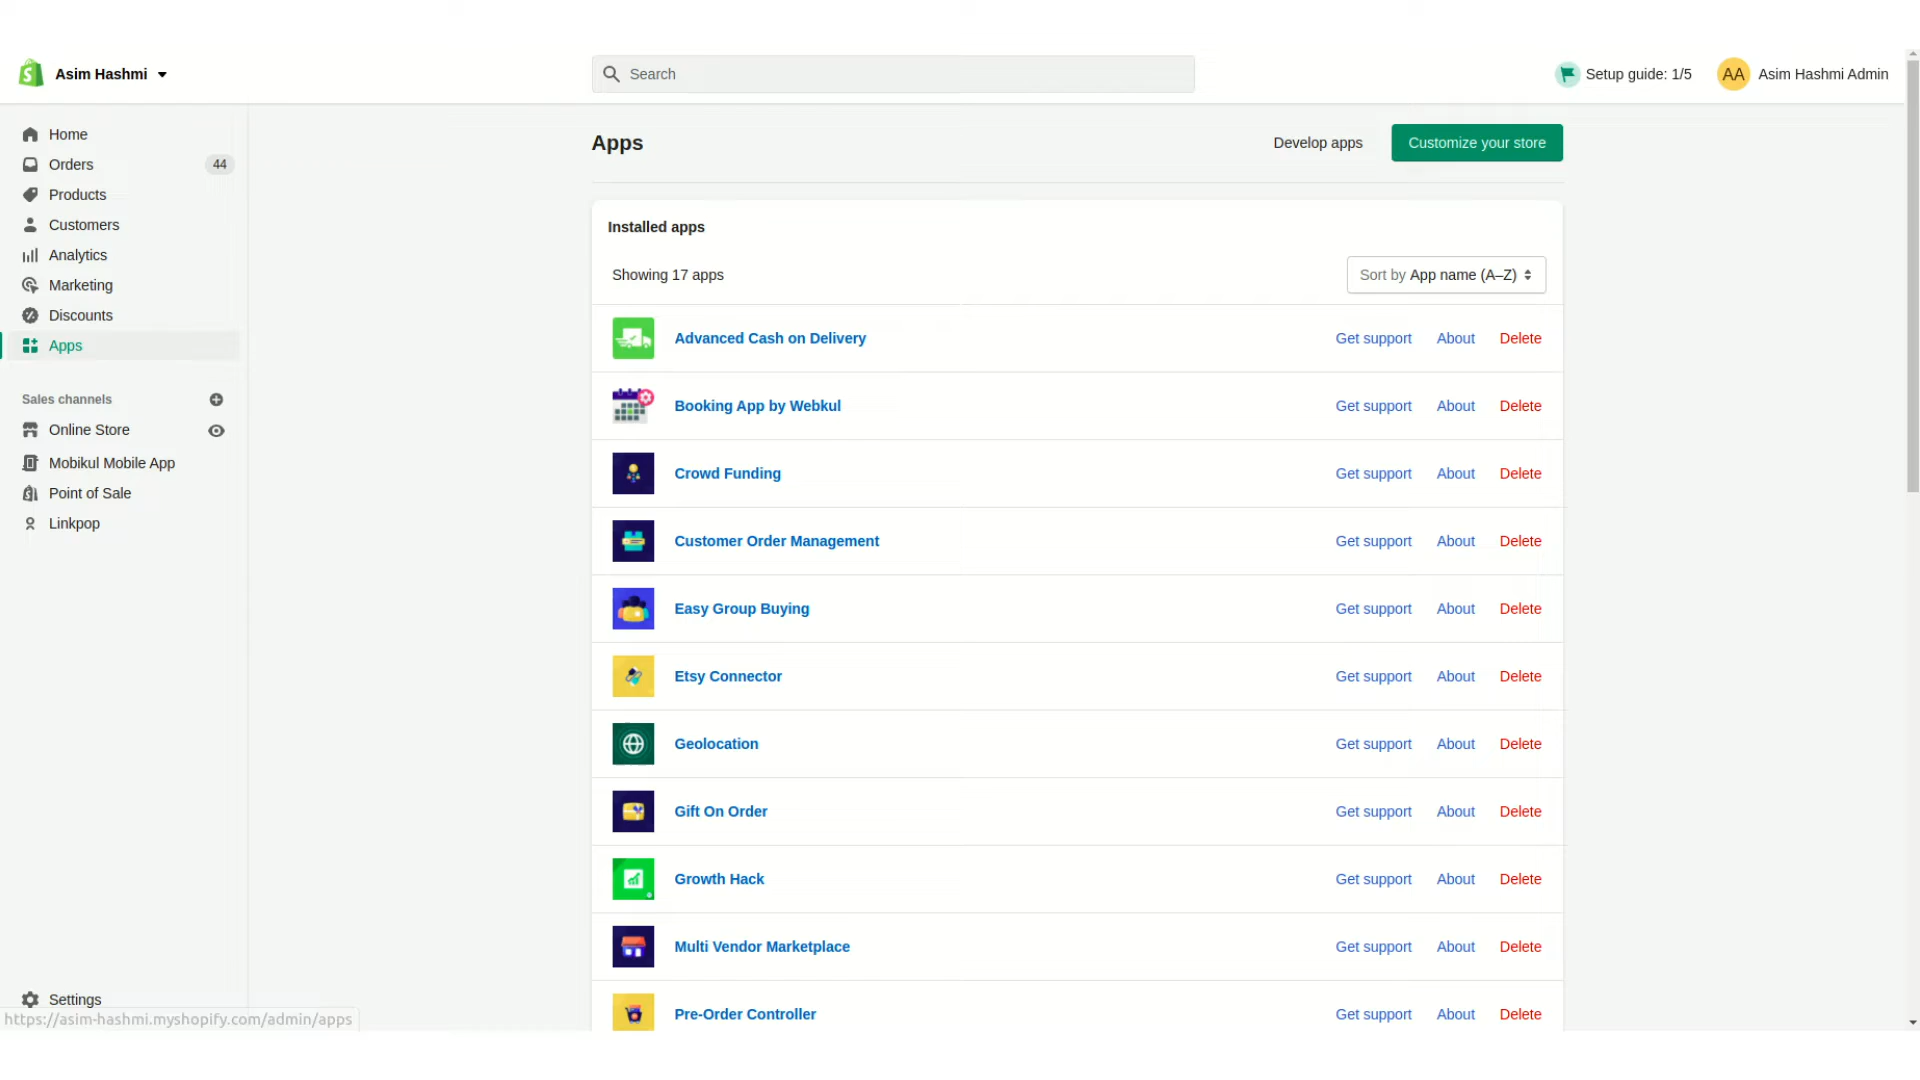 Asim Hashmi
Search
Setup guide: 1/5
AA
Asim Hashmi Admin
Home
Orders 44
Products
Customers
Analytics
Marketing
Discounts
Apps
Sales channels
Online Store
Mobikul Mobile App
Point of Sale
Linkpop
Settings
https://asim-hashmi.myshopify.com/admin/apps
Apps
Develop apps
Customize your store
Installed apps
Showing 17 apps
Sort by App name (A–Z)
Advanced Cash on Delivery Get support About Delete
Booking App by Webkul Get support About Delete
Crowd Funding Get support About Delete
Customer Order Management Get support About Delete
Easy Group Buying Get support About Delete
Etsy Connector Get support About Delete
Geolocation Get support About Delete
Gift On Order Get support About Delete
Growth Hack Get support About Delete
Multi Vendor Marketplace Get support About Delete
Pre-Order Controller Get support About Delete